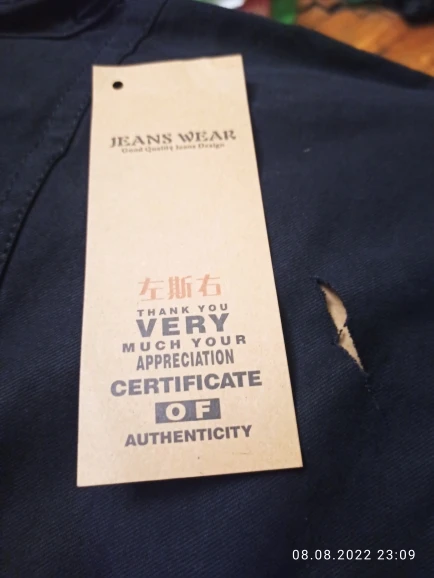 JEANS WEAR
Good Quality Jeans Design
左斯右
THANK YOU
VERY
MUCH YOUR
APPRECIATION
CERTIFICATE
OF
AUTHENTICITY
08.08.2022 23:09